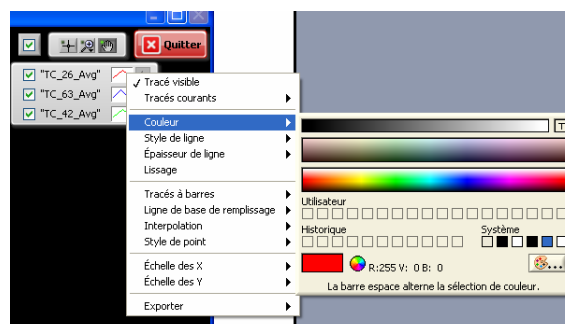 Quitter
"TC_26_Avg"
"TC_63_Avg"
"TC_42_Avg"
Tracé visible
Tracés courants
Couleur
Style de ligne
Épaisseur de ligne
Lissage
Tracés à barres
Ligne de base de remplissage
Interpolation
Style de point
Échelle des X
Échelle des Y
Exporter
T
Utilisateur
Historique
Système
R:255 V: 0 B: 0
...
La barre espace alterne la sélection de couleur.